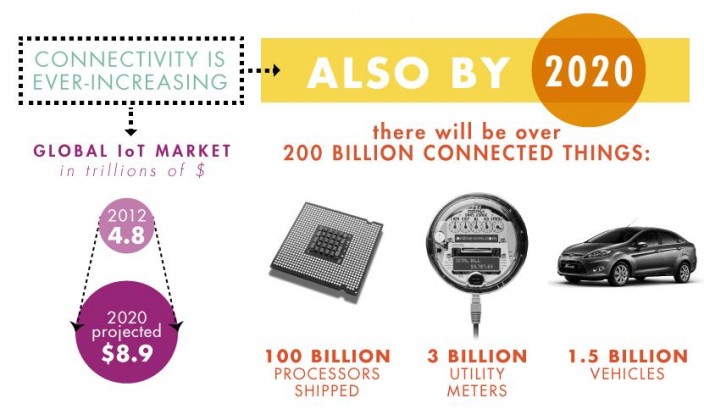 CONNECTIVITY IS
EVER-INCREASING
ALSO BY 2020
GLOBAL IoT MARKET
in trillions of $
2012
4.8
2020
projected
$8.9
there will be over
200 BILLION CONNECTED THINGS:
100 BILLION
PROCESSORS
SHIPPED
3 BILLION
UTILITY
METERS
1.5 BILLION
VEHICLES